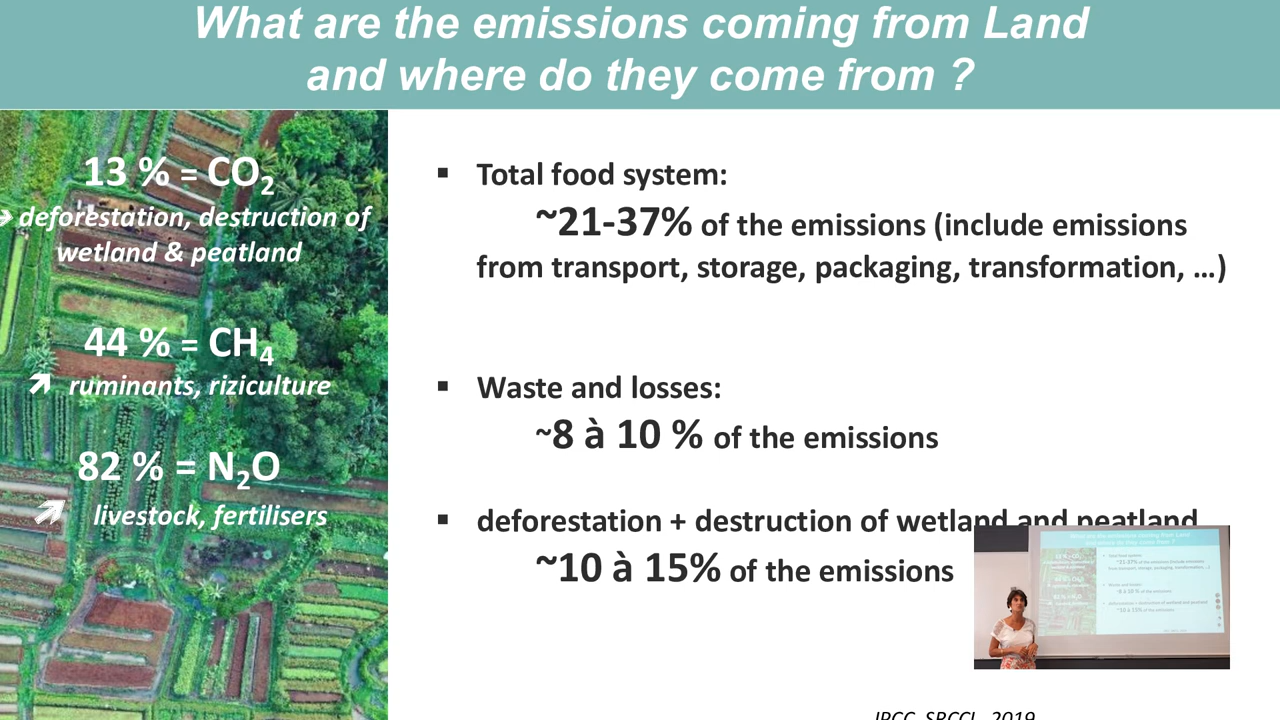 What are the emissions coming from Land
and where do they come from ?
13 % = CO₂
→ deforestation, destruction of
wetland & peatland
44 % = CH₄
↗ ruminants, riziculture
82 % = N₂O
↗ livestock, fertilisers
▪ Total food system:
~21-37% of the emissions (include emissions
from transport, storage, packaging, transformation, ...)
▪ Waste and losses:
~8 à 10 % of the emissions
▪ deforestation + destruction of wetland and peatland
~10 à 15% of the emissions
IPCC, SRCCL, 2019